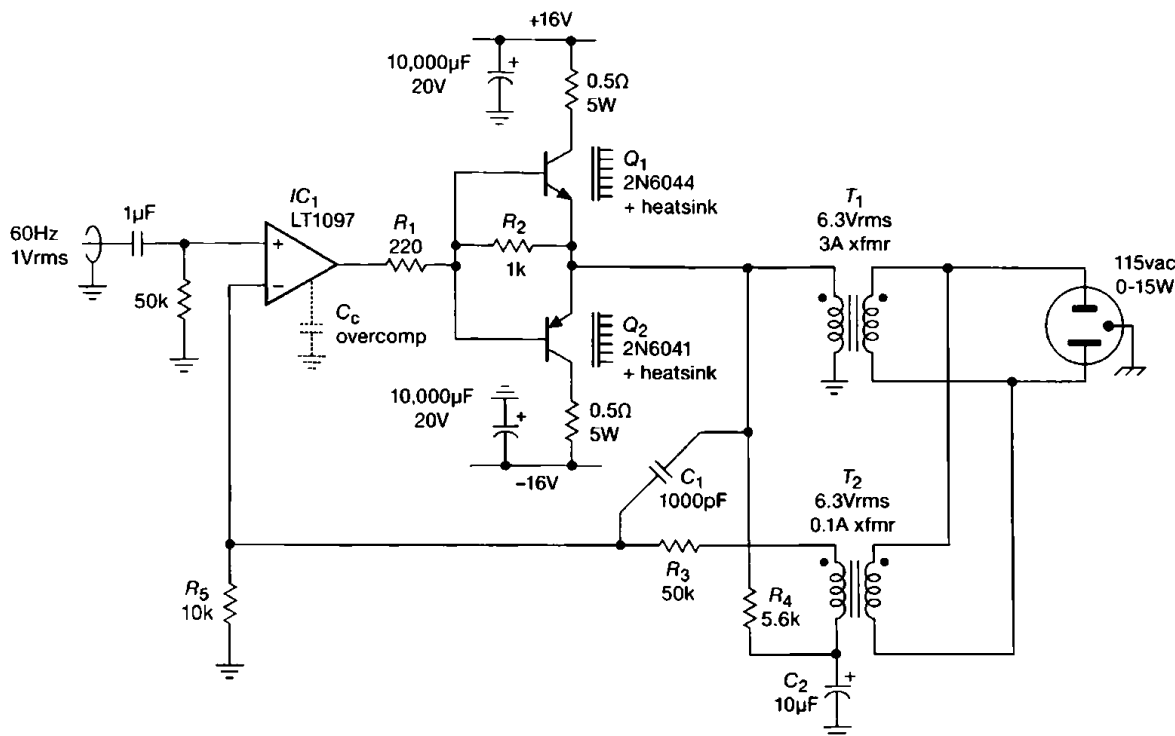 +16V
10,000µF
20V
0.5Ω
5W
Q1
2N6044
+ heatsink
IC1
LT1097
1µF
60Hz
1Vrms
50k
+
−
Cc
overcomp
R1
220
R2
1k
Q2
2N6041
+ heatsink
10,000µF
20V
0.5Ω
5W
−16V
T1
6.3Vrms
3A xfmr
115vac
0-15W
C1
1000pF
T2
6.3Vrms
0.1A xfmr
R3
50k
R4
5.6k
R5
10k
C2
10µF
+
+
+